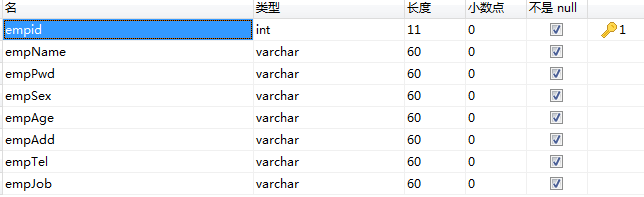 名 类型 长度 小数点 不是 null
empid int 11 0 1
empName varchar 60 0
empPwd varchar 60 0
empSex varchar 60 0
empAge varchar 60 0
empAdd varchar 60 0
empTel varchar 60 0
empJob varchar 60 0